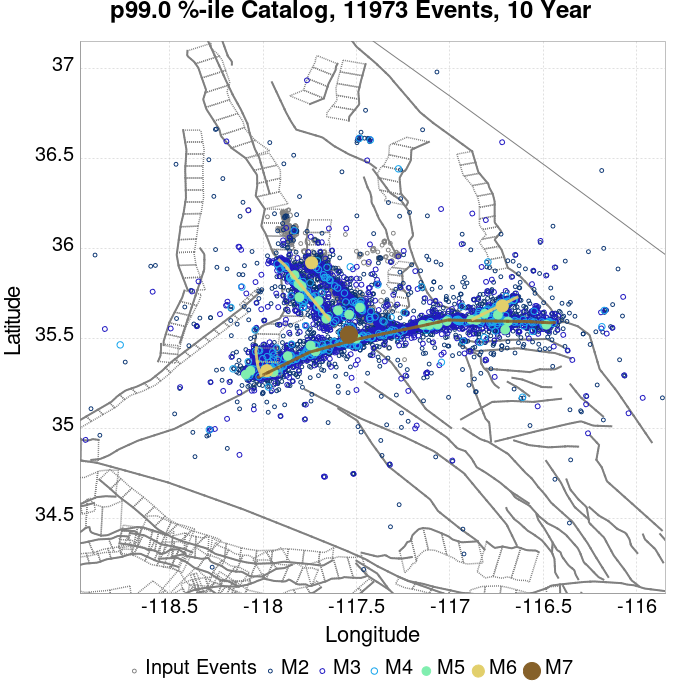 p99.0 %-ile Catalog, 11973 Events, 10 Year
37
36.5
36
35.5
35
34.5
Latitude
-118.5 -118 -117.5 -117 -116.5 -116
Longitude
Input Events M2 M3 M4 M5 M6 M7